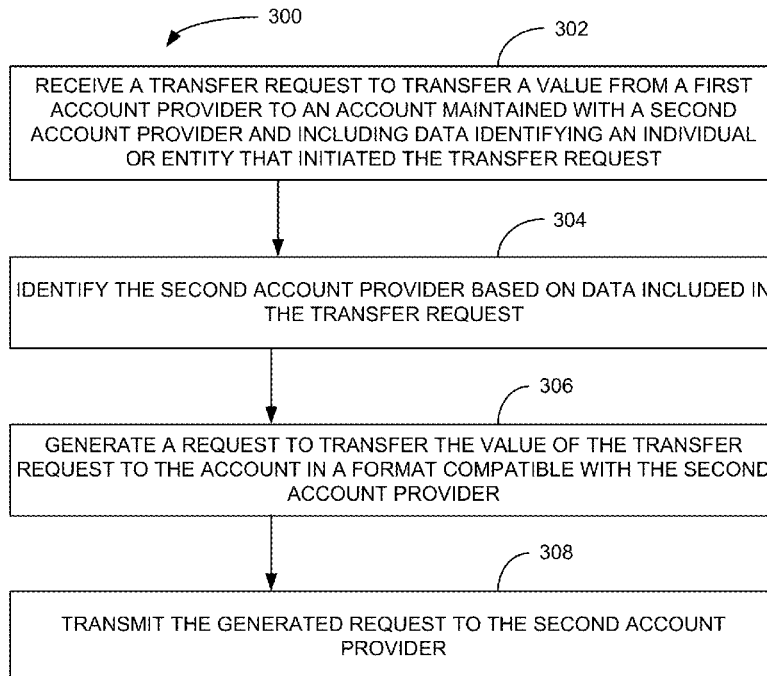 300
302
RECEIVE A TRANSFER REQUEST TO TRANSFER A VALUE FROM A FIRST
ACCOUNT PROVIDER TO AN ACCOUNT MAINTAINED WITH A SECOND
ACCOUNT PROVIDER AND INCLUDING DATA IDENTIFYING AN INDIVIDUAL
OR ENTITY THAT INITIATED THE TRANSFER REQUEST
304
IDENTIFY THE SECOND ACCOUNT PROVIDER BASED ON DATA INCLUDED IN
THE TRANSFER REQUEST
306
GENERATE A REQUEST TO TRANSFER THE VALUE OF THE TRANSFER
REQUEST TO THE ACCOUNT IN A FORMAT COMPATIBLE WITH THE SECOND
ACCOUNT PROVIDER
308
TRANSMIT THE GENERATED REQUEST TO THE SECOND ACCOUNT
PROVIDER